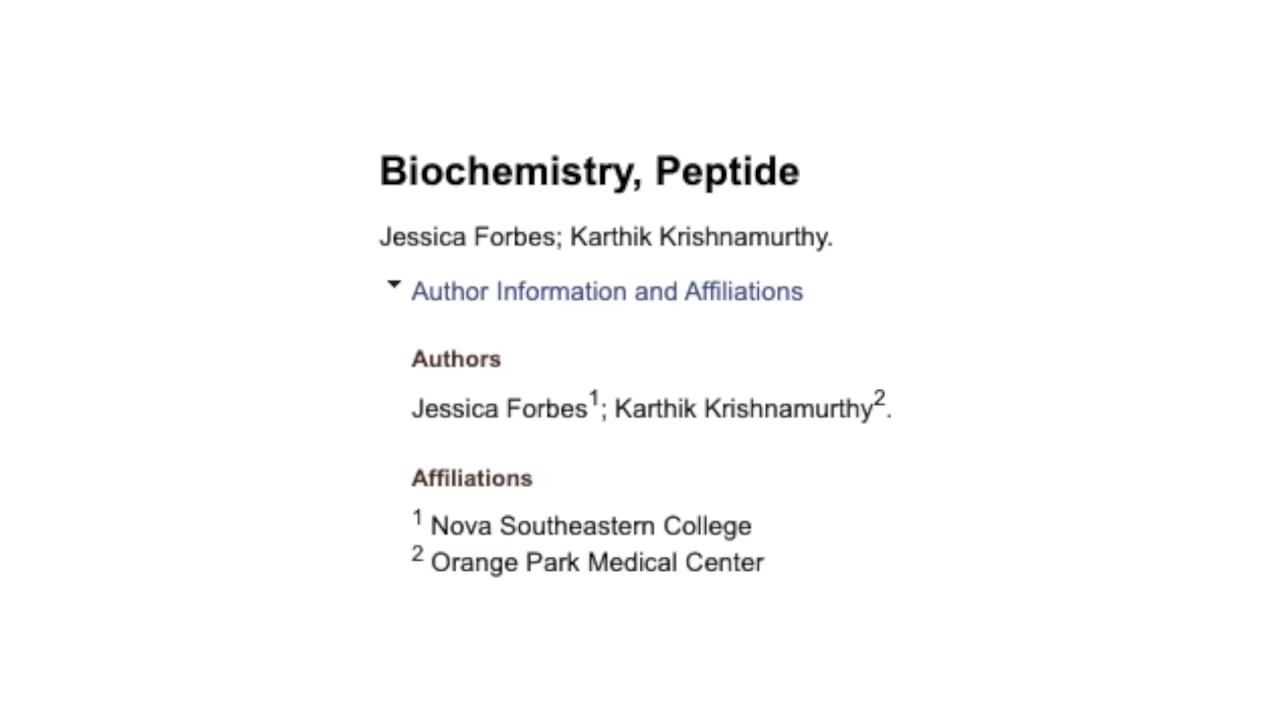 Biochemistry, Peptide
Jessica Forbes; Karthik Krishnamurthy.
Author Information and Affiliations
Authors
Jessica Forbes1; Karthik Krishnamurthy2.
Affiliations
1 Nova Southeastern College
2 Orange Park Medical Center